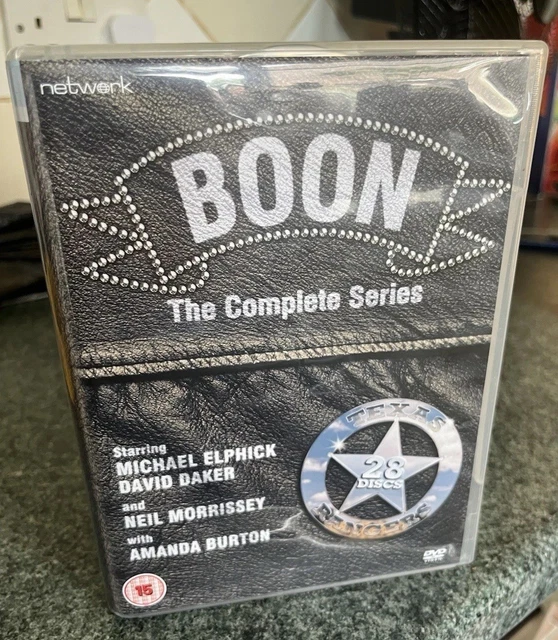 network
BOON
The Complete Series
Starring
MICHAEL ELPHICK
DAVID DAKER
and
NEIL MORRISSEY
with
AMANDA BURTON
TEXAS
28
DISCS
RANGERS
15
DVD